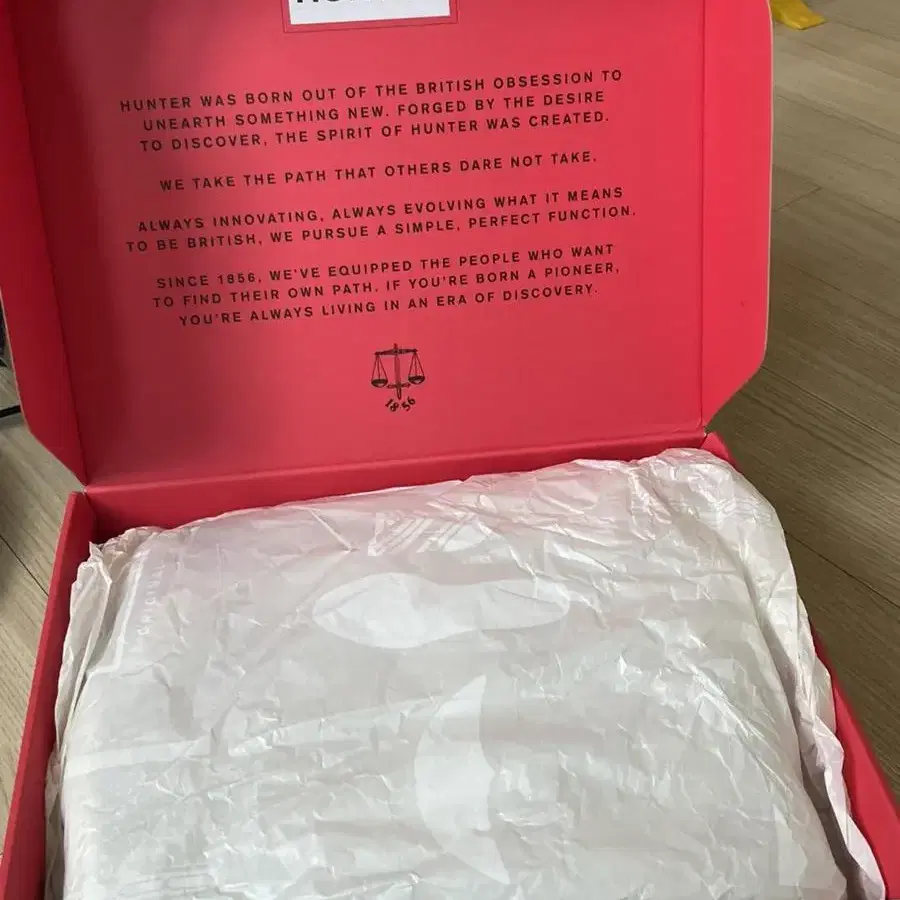 HUNTER WAS BORN OUT OF THE BRITISH OBSESSION TO
UNEARTH SOMETHING NEW. FORGED BY THE DESIRE
TO DISCOVER, THE SPIRIT OF HUNTER WAS CREATED.
WE TAKE THE PATH THAT OTHERS DARE NOT TAKE.
ALWAYS INNOVATING, ALWAYS EVOLVING WHAT IT MEANS
TO BE BRITISH, WE PURSUE A SIMPLE, PERFECT FUNCTION.
SINCE 1856, WE'VE EQUIPPED THE PEOPLE WHO WANT
TO FIND THEIR OWN PATH. IF YOU'RE BORN A PIONEER,
YOU'RE ALWAYS LIVING IN AN ERA OF DISCOVERY.
1856